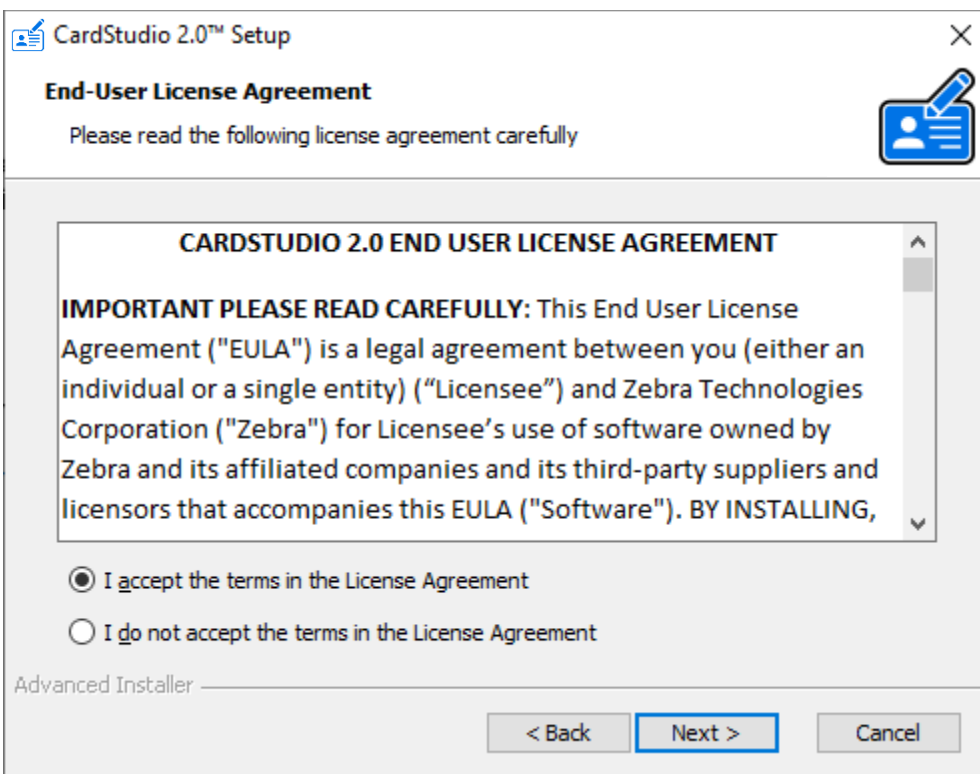 CardStudio 2.0™ Setup
End-User License Agreement
Please read the following license agreement carefully
CARDSTUDIO 2.0 END USER LICENSE AGREEMENT
IMPORTANT PLEASE READ CAREFULLY: This End User License
Agreement ("EULA") is a legal agreement between you (either an
individual or a single entity) (“Licensee”) and Zebra Technologies
Corporation ("Zebra") for Licensee’s use of software owned by
Zebra and its affiliated companies and its third-party suppliers and
licensors that accompanies this EULA ("Software"). BY INSTALLING,
I accept the terms in the License Agreement
I do not accept the terms in the License Agreement
Advanced Installer
< Back Next > Cancel